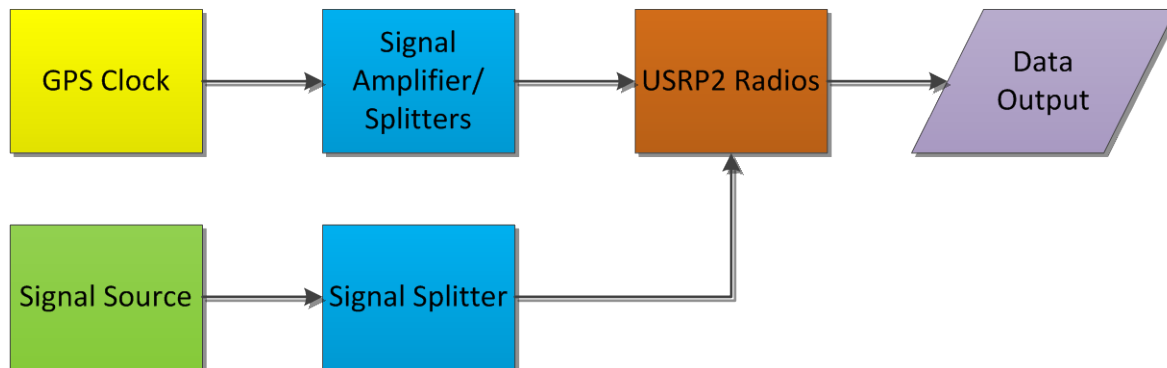 GPS Clock
Signal
Amplifier/
Splitters
USRP2 Radios
Data
Output
Signal Source
Signal Splitter